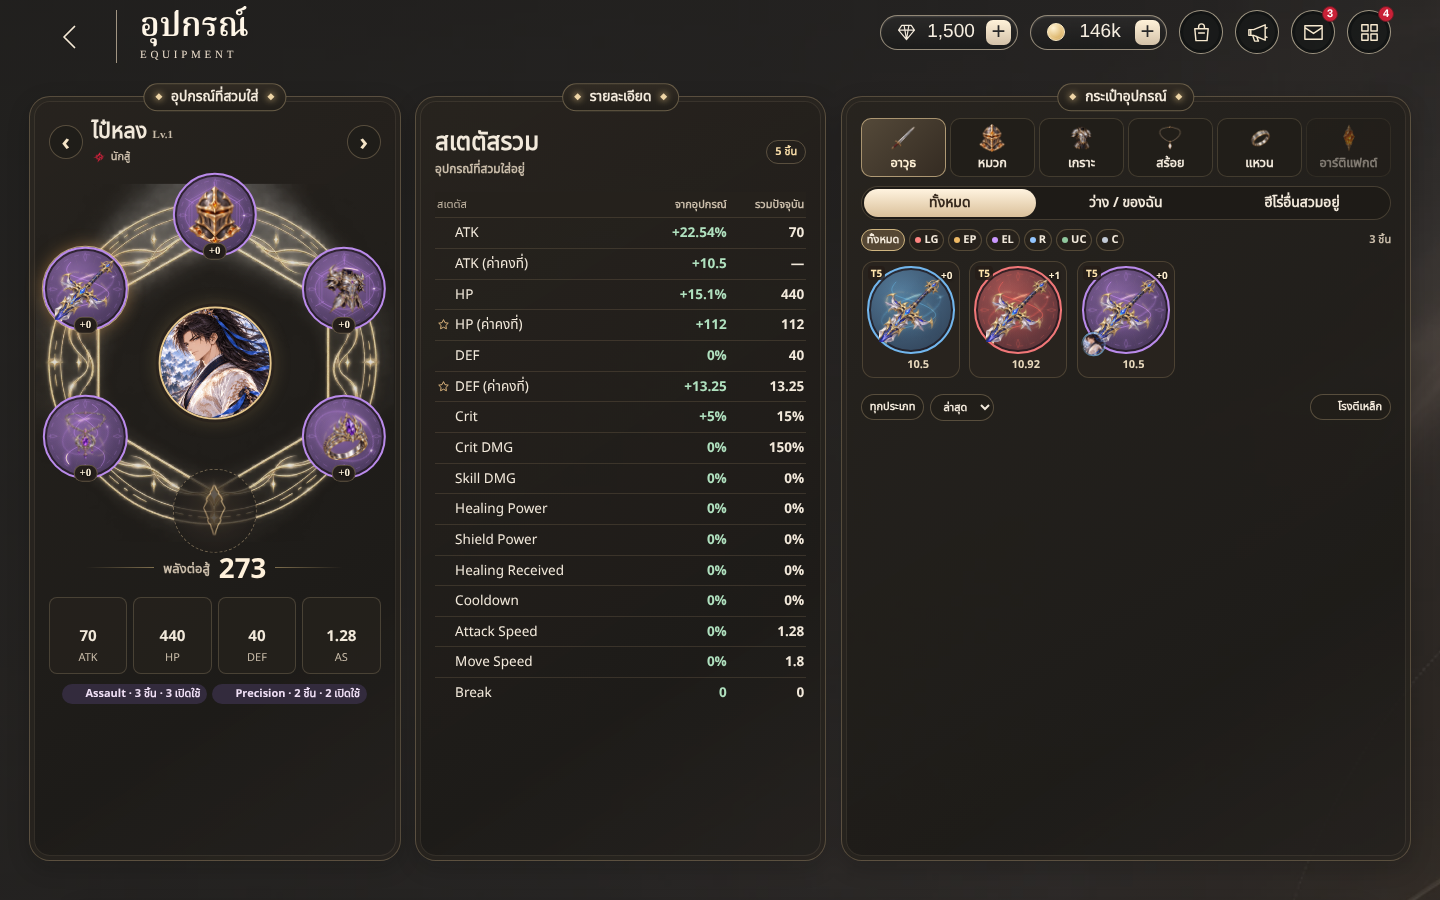 อุปกรณ์
EQUIPMENT
1,500 +
146k +
3
4
อุปกรณ์ที่สวมใส่
ไป๋หลง Lv.1
นักสู้
+0
+0
+0
+0
+0
พลังต่อสู้ 273
70 440 40 1.28
ATK HP DEF AS
Assault · 3 ชิ้น · 3 เปิดใช้ Precision · 2 ชิ้น · 2 เปิดใช้
รายละเอียด
สเตตัสรวม
อุปกรณ์ที่สวมใส่อยู่
5 ชิ้น
สเตตัส จากอุปกรณ์ รวมปัจจุบัน
ATK +22.54% 70
ATK (ค่าคงที่) +10.5 —
HP +15.1% 440
HP (ค่าคงที่) +112 112
DEF 0% 40
DEF (ค่าคงที่) +13.25 13.25
Crit +5% 15%
Crit DMG 0% 150%
Skill DMG 0% 0%
Healing Power 0% 0%
Shield Power 0% 0%
Healing Received 0% 0%
Cooldown 0% 0%
Attack Speed 0% 1.28
Move Speed 0% 1.8
Break 0 0
กระเป๋าอุปกรณ์
อาวุธ หมวก เกราะ สร้อย แหวน อาร์ติแฟกต์
ทั้งหมด ว่าง / ของฉัน ฮีโร่อื่นสวมอยู่
ทั้งหมด LG EP EL R UC C 3 ชิ้น
T5 +0 T5 +1 T5 +0
10.5 10.92 10.5
ทุกประเภท ล่าสุด โรงตีเหล็ก